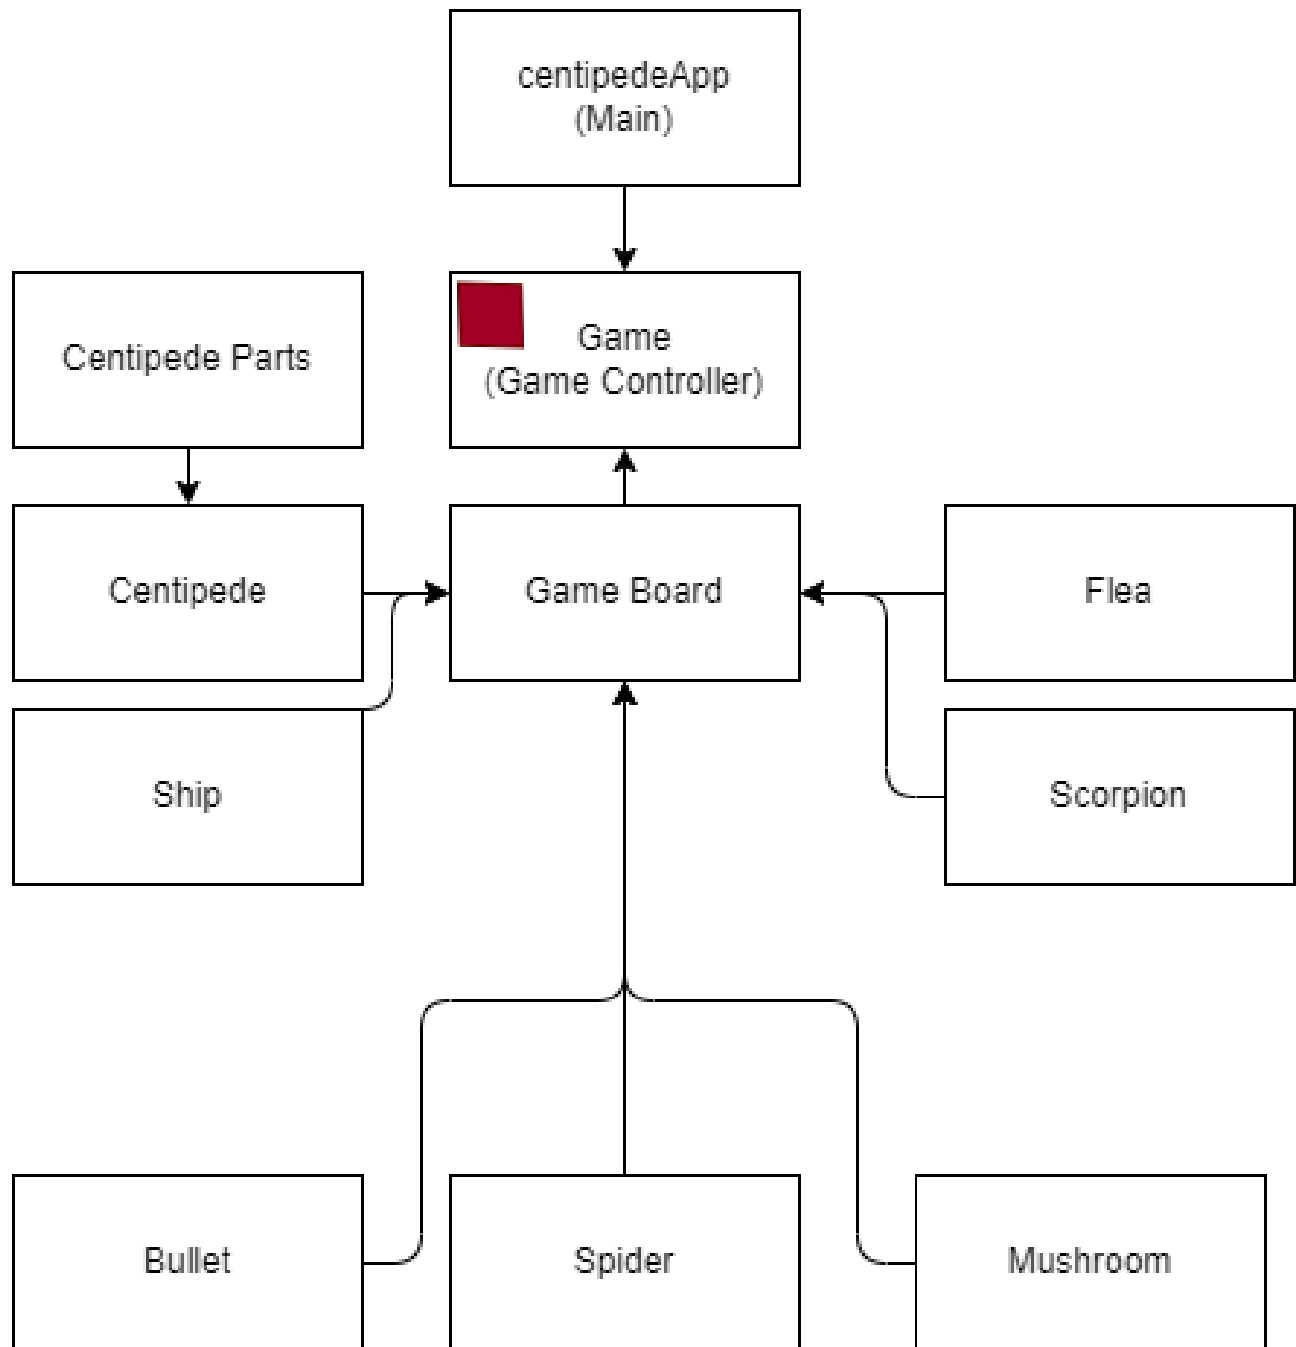 centipedeApp
(Main)
Centipede Parts
Game
(Game Controller)
Centipede
Game Board
Flea
Ship
Scorpion
Bullet
Spider
Mushroom